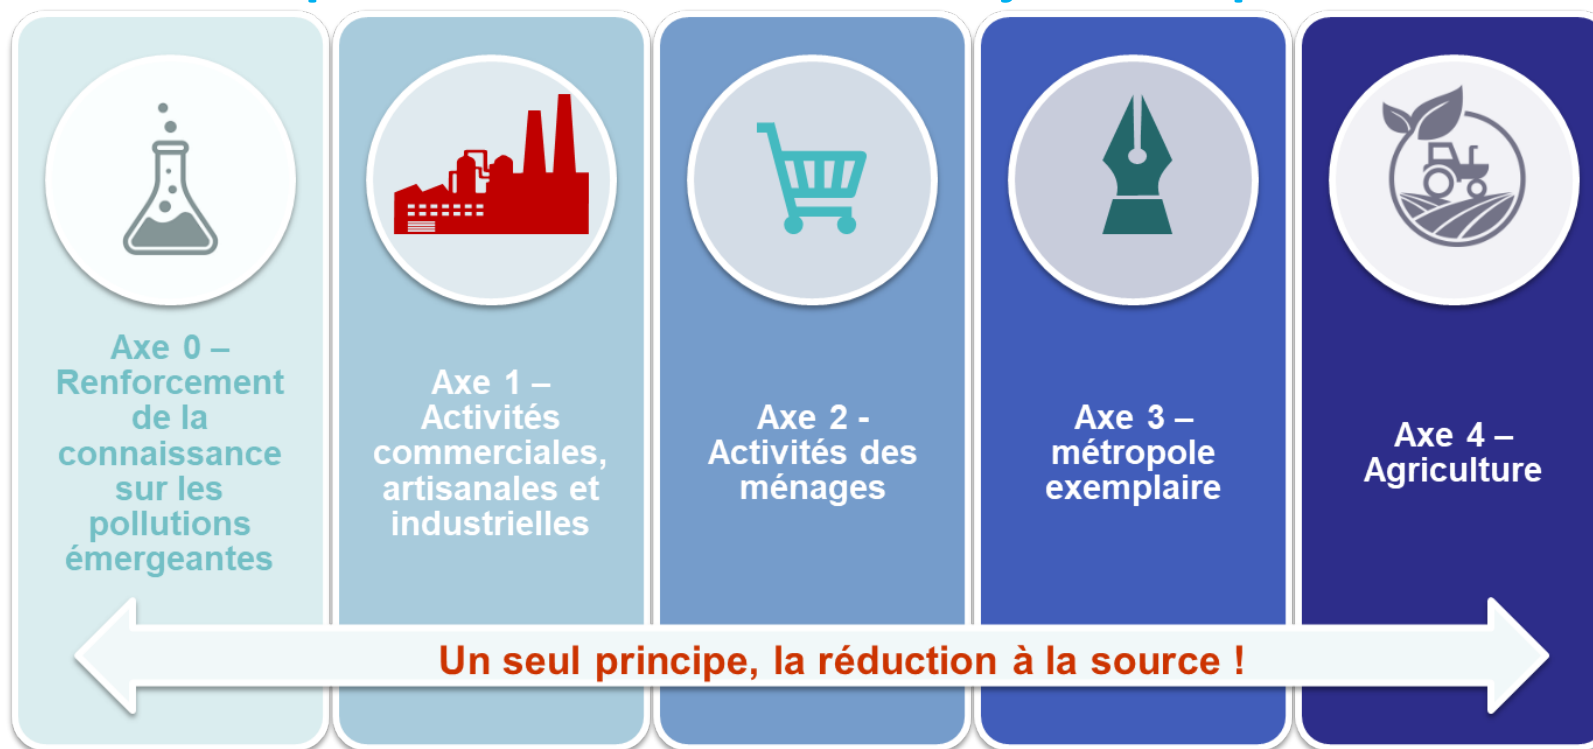 Axe 0 –
Renforcement
de la
connaissance
sur les
pollutions
émergeantes
Axe 1 –
Activités
commerciales,
artisanales et
industrielles
Axe 2 -
Activités des
ménages
Axe 3 –
métropole
exemplaire
Axe 4 –
Agriculture
Un seul principe, la réduction à la source !